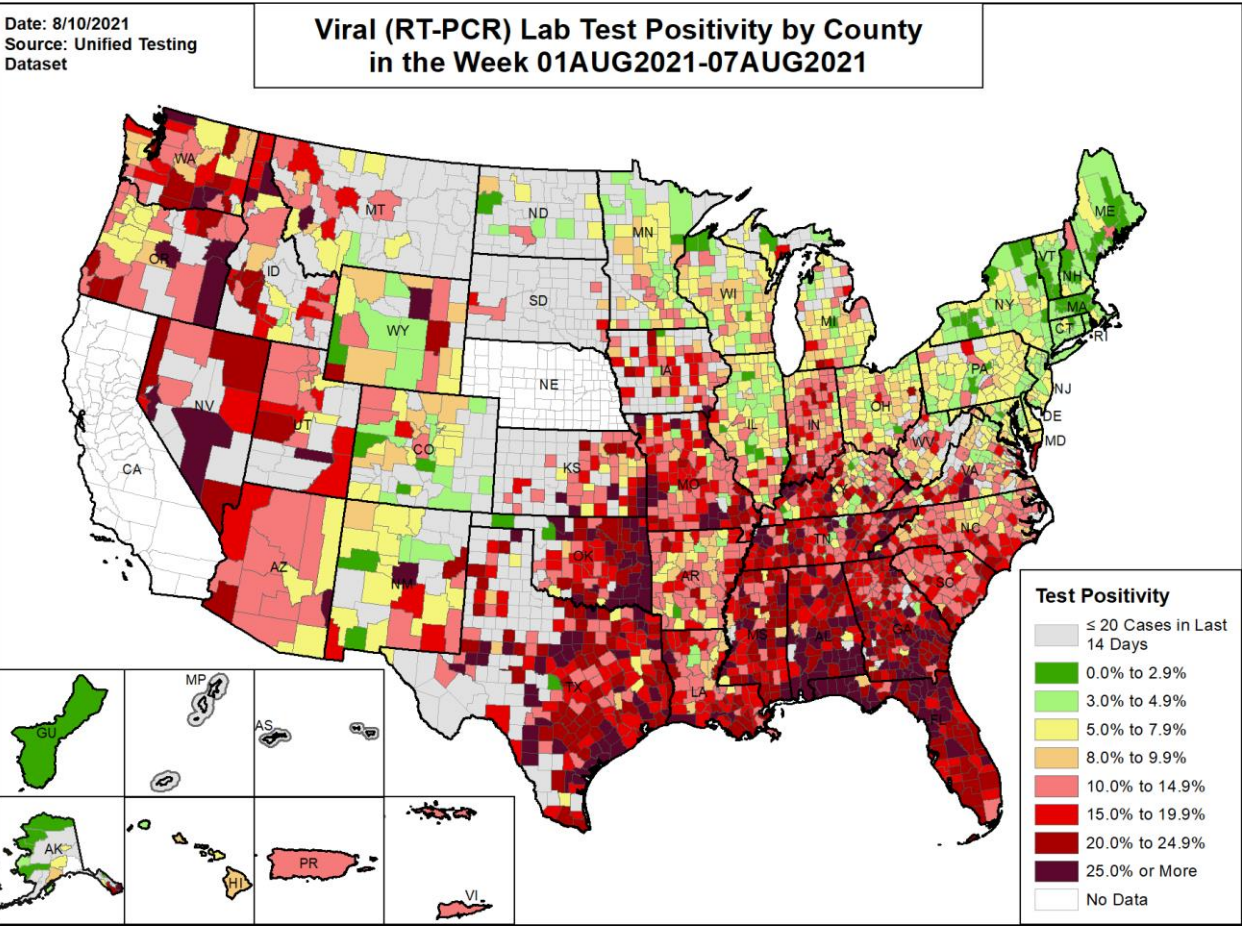 Date: 8/10/2021
Source: Unified Testing
Dataset
Viral (RT-PCR) Lab Test Positivity by County
in the Week 01AUG2021-07AUG2021
WA
MT
ND
MN
ME
OR
ID
SD
WI
MI
VT
NH
NY
MA
CT
RI
WY
NE
IA
PA
NJ
NV
UT
CO
IL
IN
OH
DE
MD
CA
KS
MO
WV
VA
KY
AZ
NM
OK
AR
TN
NC
SC
TX
LA
MS
AL
GA
FL
GU
MP
AS
AK
HI
PR
VI
Test Positivity
≤ 20 Cases in Last
14 Days
0.0% to 2.9%
3.0% to 4.9%
5.0% to 7.9%
8.0% to 9.9%
10.0% to 14.9%
15.0% to 19.9%
20.0% to 24.9%
25.0% or More
No Data